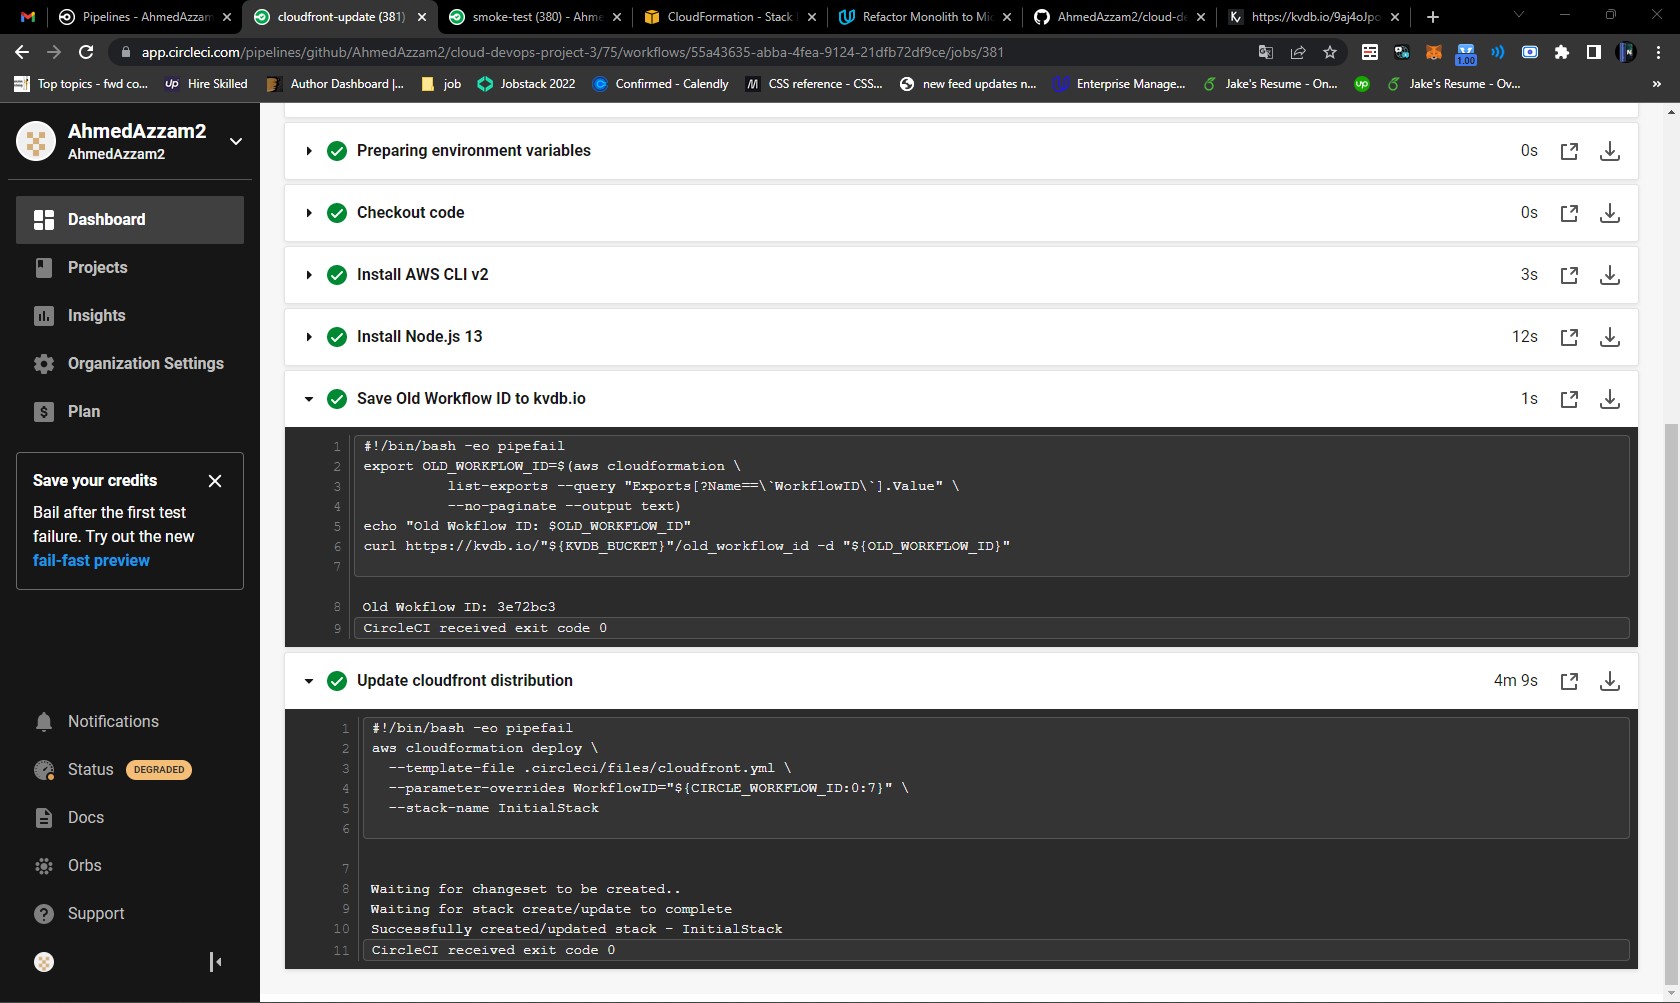 Pipelines - AhmedAzzam
cloudfront-update (381)
smoke-test (380) - Ahme
CloudFormation - Stack
Refactor Monolith to Mic
AhmedAzzam2/cloud-de
https://kvdb.io/9aj4oJpo
app.circleci.com/pipelines/github/AhmedAzzam2/cloud-devops-project-3/75/workflows/55a43635-abba-4fea-9124-21dfb72df9ce/jobs/381
1.00
Top topics - fwd co...
Hire Skilled
Author Dashboard |...
job
Jobstack 2022
Confirmed - Calendly
CSS reference - CSS...
new feed updates n...
Enterprise Manage...
Jake's Resume - On...
Jake's Resume - Ov...
»
AhmedAzzam2
AhmedAzzam2
Dashboard
Projects
Insights
Organization Settings
Plan
Save your credits
Bail after the first test
failure. Try out the new
fail-fast preview
Notifications
Status DEGRADED
Docs
Orbs
Support
Preparing environment variables 0s
Checkout code 0s
Install AWS CLI v2 3s
Install Node.js 13 12s
Save Old Workflow ID to kvdb.io 1s
1 #!/bin/bash -eo pipefail
2 export OLD_WORKFLOW_ID=$(aws cloudformation \
3 list-exports --query "Exports[?Name==\`WorkflowID\`].Value" \
4 --no-paginate --output text)
5 echo "Old Wokflow ID: $OLD_WORKFLOW_ID"
6 curl https://kvdb.io/"${KVDB_BUCKET}"/old_workflow_id -d "${OLD_WORKFLOW_ID}"
7
8 Old Wokflow ID: 3e72bc3
9 CircleCI received exit code 0
Update cloudfront distribution 4m 9s
1 #!/bin/bash -eo pipefail
2 aws cloudformation deploy \
3 --template-file .circleci/files/cloudfront.yml \
4 --parameter-overrides WorkflowID="${CIRCLE_WORKFLOW_ID:0:7}" \
5 --stack-name InitialStack
6
7
8 Waiting for changeset to be created..
9 Waiting for stack create/update to complete
10 Successfully created/updated stack - InitialStack
11 CircleCI received exit code 0